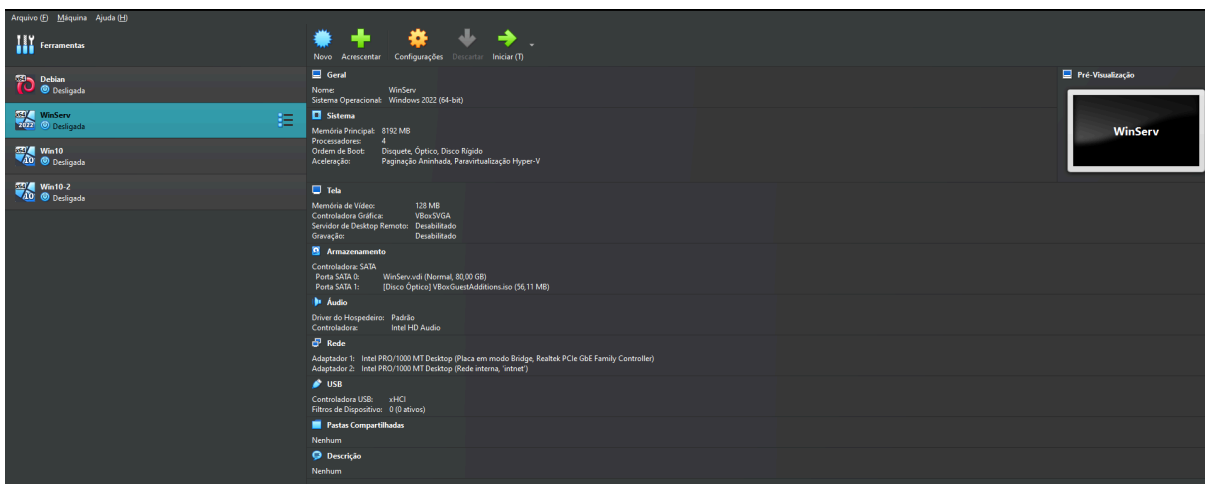 Arquivo (F) Máquina Ajuda (H)
Ferramentas
Novo Acrescentar Configurações Descartar Iniciar (T)
Debian
Desligada
WinServ
Desligada
Win10
Desligada
Win10-2
Desligada
Geral
Nome: WinServ
Sistema Operacional: Windows 2022 (64-bit)
Sistema
Memória Principal: 8192 MB
Processadores: 4
Ordem de Boot: Disquete, Óptico, Disco Rígido
Aceleração: Paginação Aninhada, Paravirtualização Hyper-V
Tela
Memória de Vídeo: 128 MB
Controladora Gráfica: VBoxSVGA
Servidor de Desktop Remoto: Desabilitado
Gravação: Desabilitado
Armazenamento
Controladora: SATA
Porta SATA 0: WinServ.vdi (Normal, 80,00 GB)
Porta SATA 1: [Disco Óptico] VBoxGuestAdditions.iso (56,11 MB)
Áudio
Driver do Hospedeiro: Padrão
Controladora: Intel HD Audio
Rede
Adaptador 1: Intel PRO/1000 MT Desktop (Placa em modo Bridge, Realtek PCIe GbE Family Controller)
Adaptador 2: Intel PRO/1000 MT Desktop (Rede interna, 'intnet')
USB
Controladora USB: xHCI
Filtros de Dispositivo: 0 (0 ativos)
Pastas Compartilhadas
Nenhum
Descrição
Nenhum
Pré-Visualização
WinServ